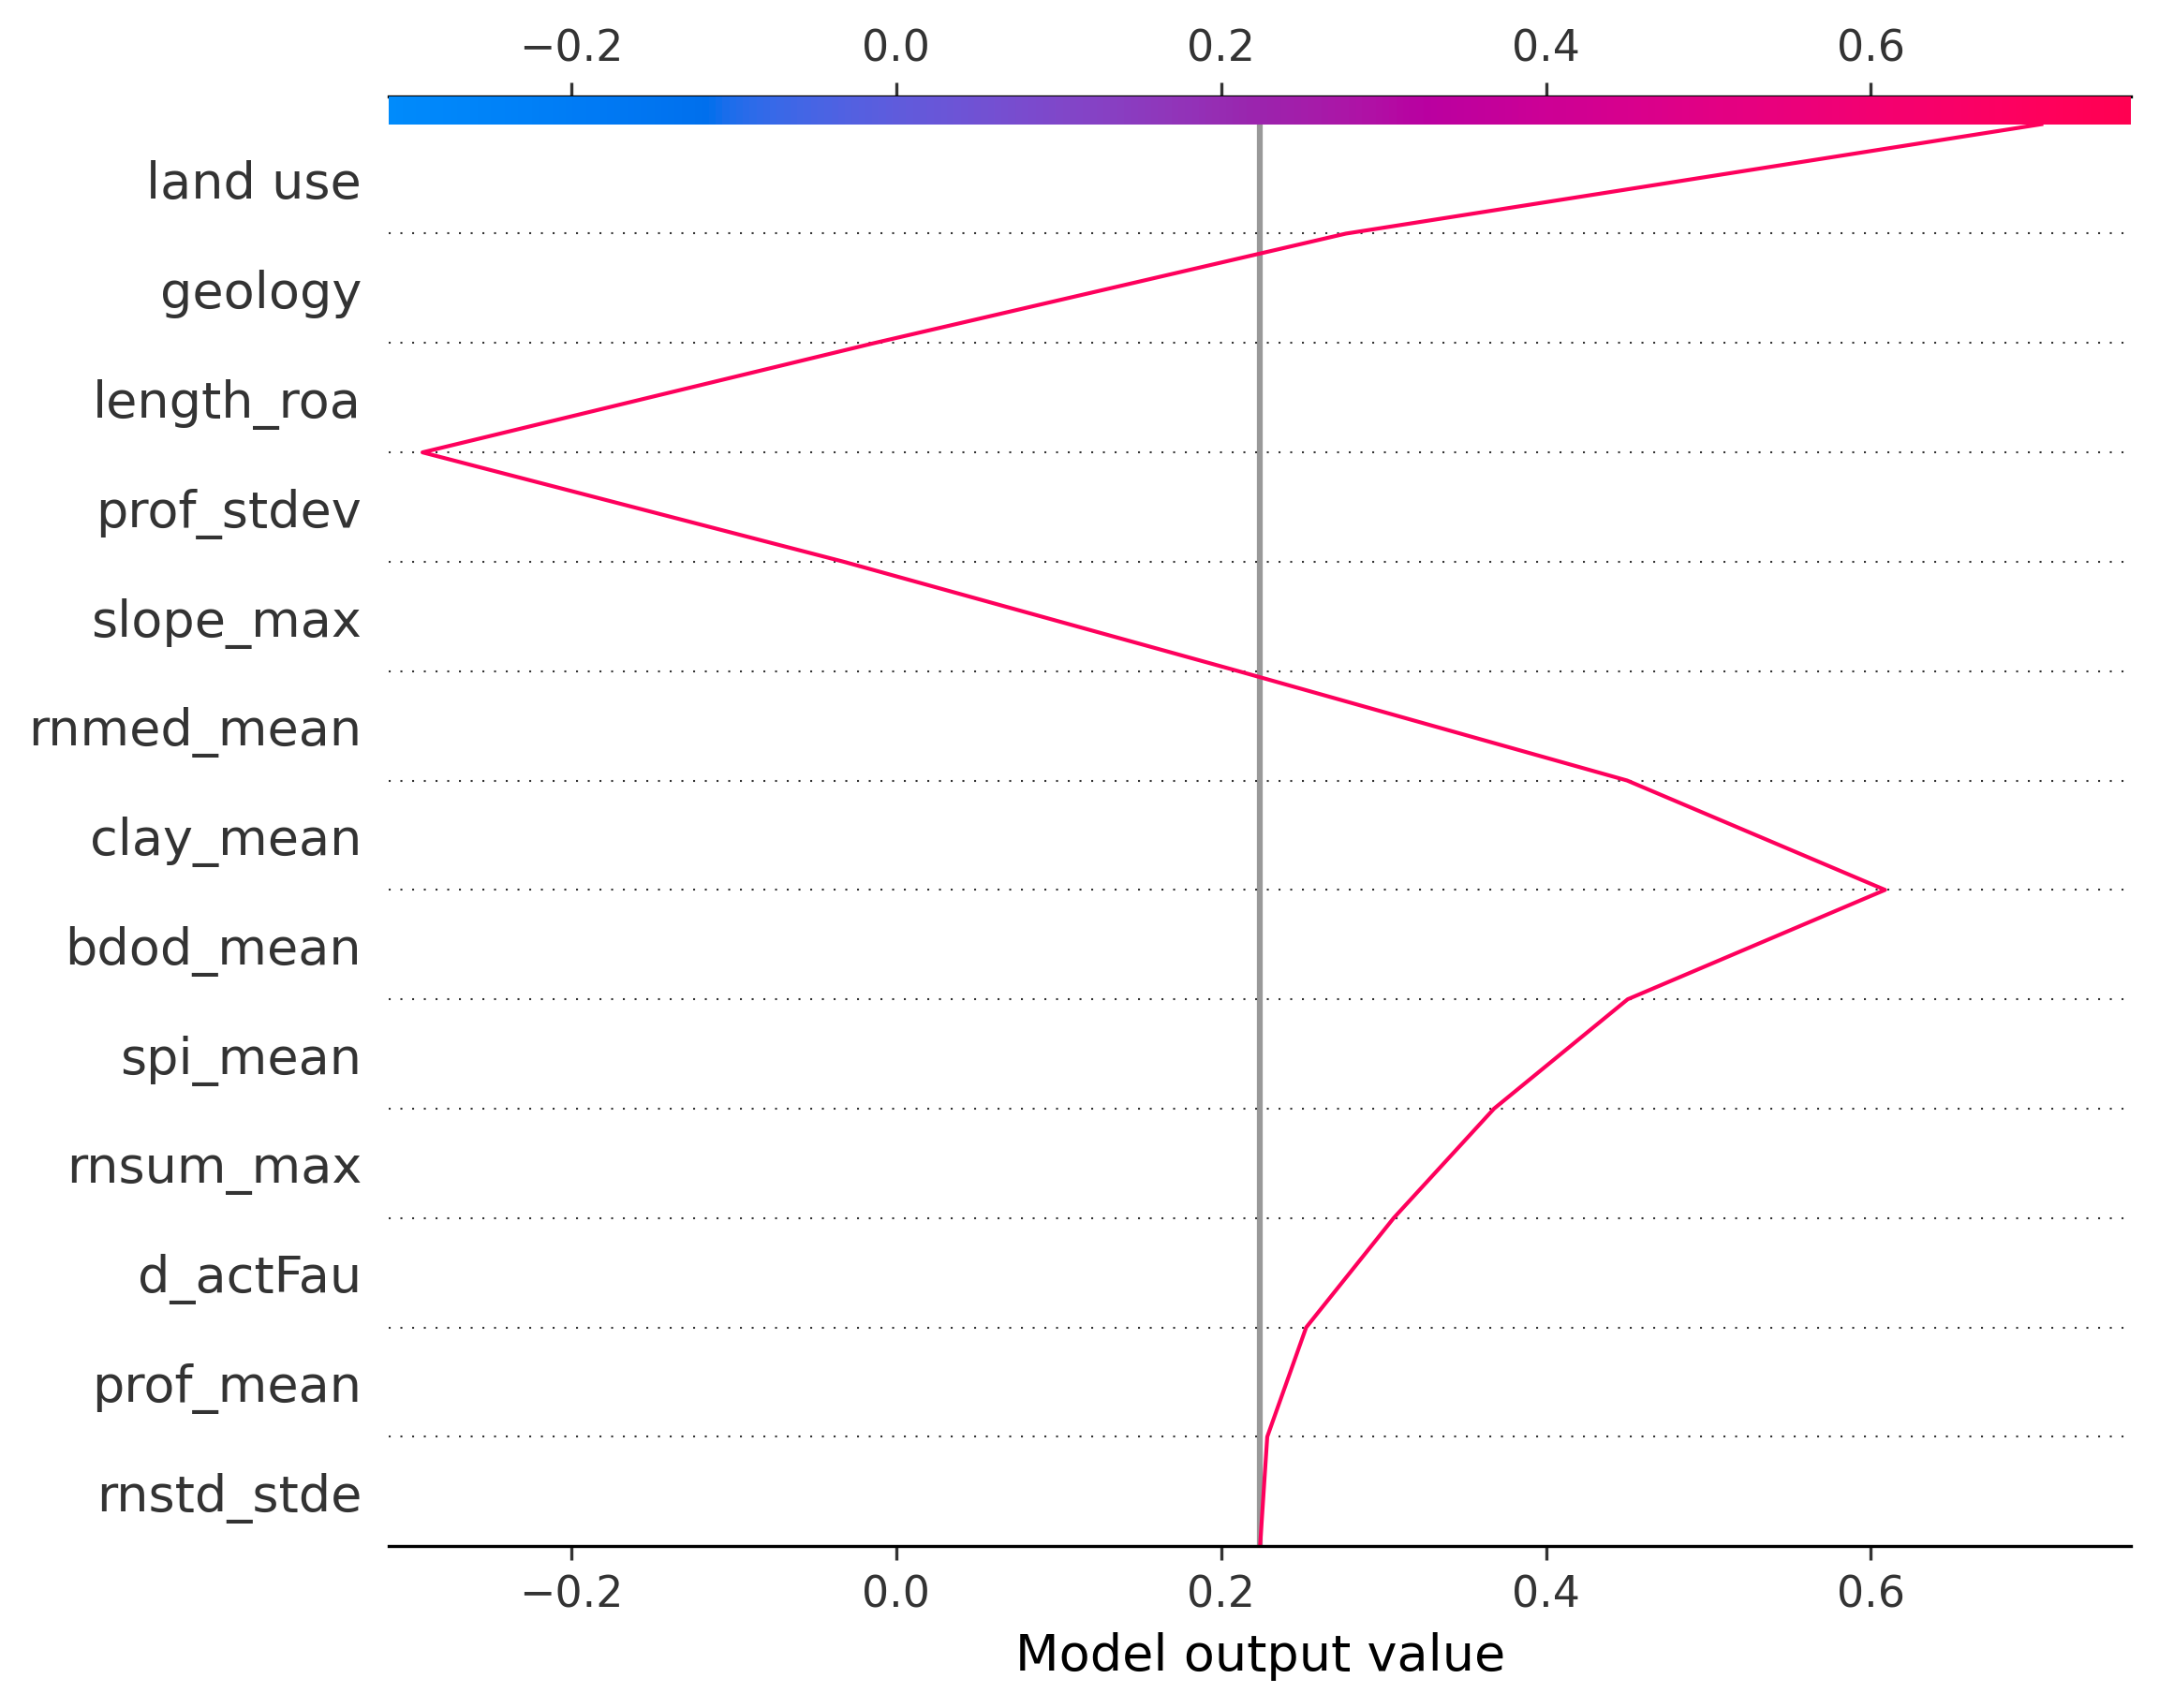 −0.2 0.0 0.2 0.4 0.6
land use
geology
length_roa
prof_stdev
slope_max
rnmed_mean
clay_mean
bdod_mean
spi_mean
rnsum_max
d_actFau
prof_mean
rnstd_stde
−0.2 0.0 0.2 0.4 0.6
Model output value